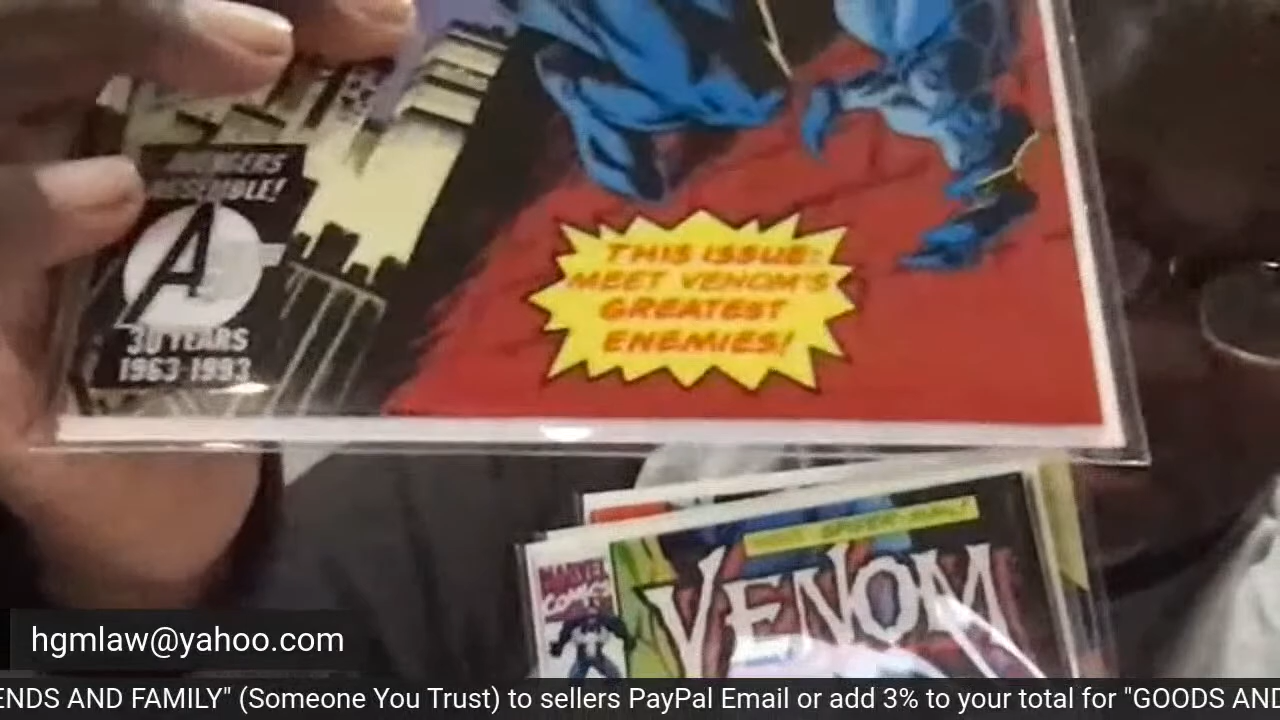 AVENGERS
ASSEMBLE!
A
30 YEARS
1963-1993
THIS ISSUE:
MEET VENOM'S
GREATEST
ENEMIES!
MARVEL
COMICS
VENOM
hgmlaw@yahoo.com
ENDS AND FAMILY" (Someone You Trust) to sellers PayPal Email or add 3% to your total for "GOODS AND